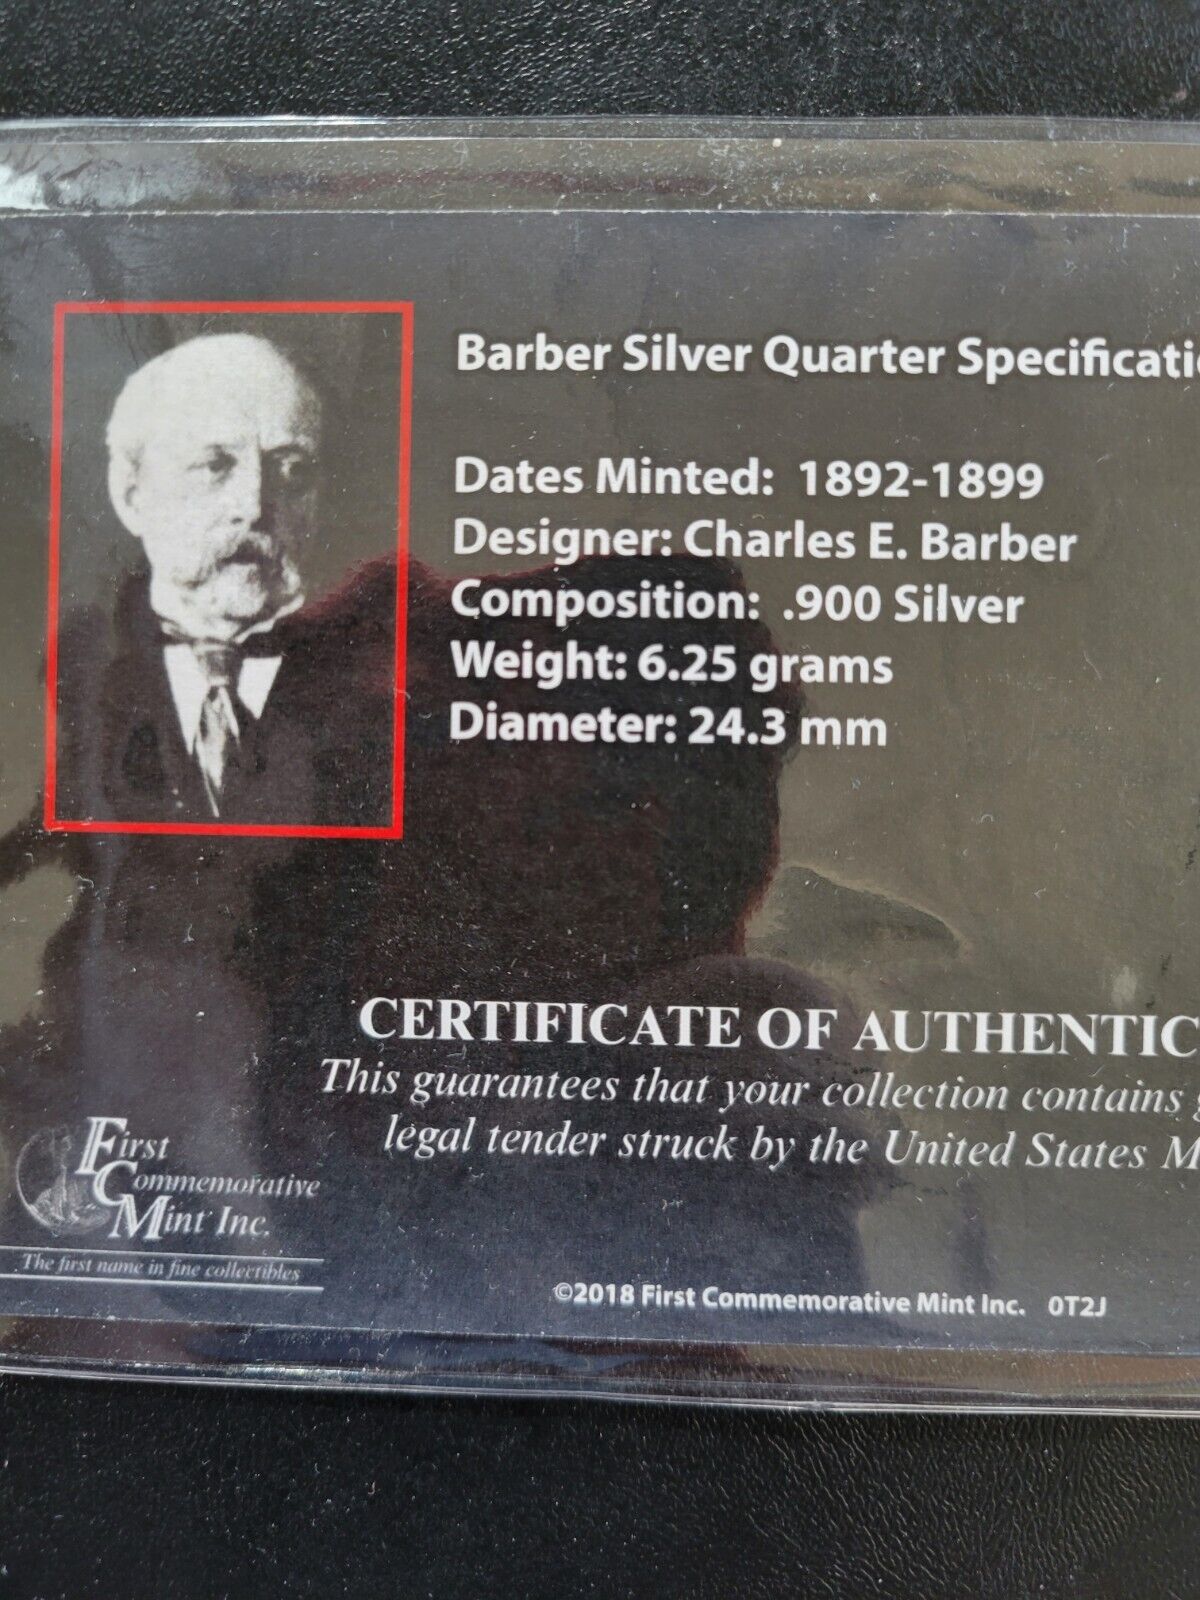 Barber Silver Quarter Specificati
Dates Minted: 1892-1899
Designer: Charles E. Barber
Composition: .900 Silver
Weight: 6.25 grams
Diameter: 24.3 mm
CERTIFICATE OF AUTHENTIC
This guarantees that your collection contains g
legal tender struck by the United States M
First
Commemorative
Mint Inc.
The first name in fine collectibles
©2018 First Commemorative Mint Inc. 0T2J